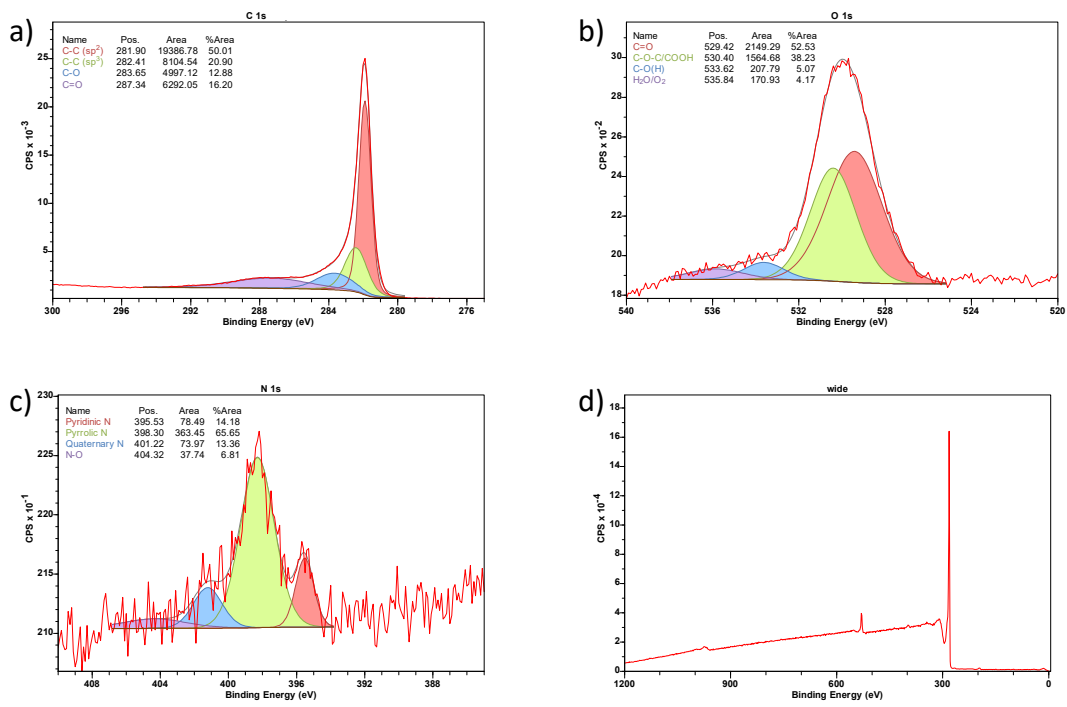 a)
C 1s
Name Pos. Area %Area
C-C (sp²) 281.90 19386.78 50.01
C-C (sp³) 282.41 8104.54 20.90
C-O 283.65 4997.12 12.88
C=O 287.34 6292.05 16.20
CPS x 10⁻³
25
20
15
10
5
300 296 292 288 284 280 276
Binding Energy (eV)
b)
O 1s
Name Pos. Area %Area
C=O 529.42 2149.29 52.53
C-O-C/COOH 530.40 1564.68 38.23
C-O(H) 533.62 207.79 5.07
H₂O/O₂ 535.84 170.93 4.17
CPS x 10⁻²
30
28
26
24
22
20
18
540 536 532 528 524 520
Binding Energy (eV)
c)
N 1s
Name Pos. Area %Area
Pyridinic N 395.53 78.49 14.18
Pyrrolic N 398.30 363.45 65.65
Quaternary N 401.22 73.97 13.36
N-O 404.32 37.74 6.81
CPS x 10⁻¹
230
225
220
215
210
408 404 400 396 392 388
Binding Energy (eV)
d)
wide
CPS x 10⁻⁴
18
16
14
12
10
8
6
4
2
0
1200 900 600 300 0
Binding Energy (eV)